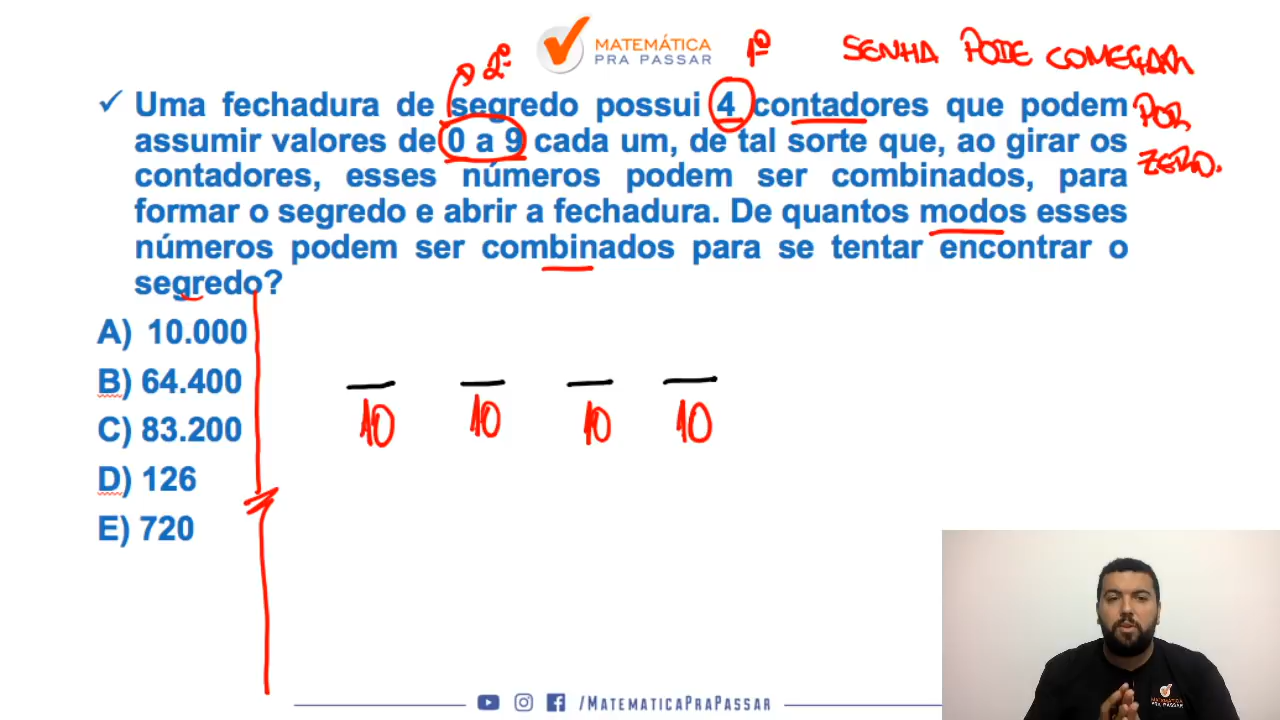 MATEMÁTICA
PRA PASSAR
2º
1º
SENHA PODE COMEÇAR
POR
ZERO.
✓ Uma fechadura de segredo possui 4 contadores que podem
assumir valores de 0 a 9 cada um, de tal sorte que, ao girar os
contadores, esses números podem ser combinados, para
formar o segredo e abrir a fechadura. De quantos modos esses
números podem ser combinados para se tentar encontrar o
segredo?
A) 10.000
B) 64.400
C) 83.200
D) 126
E) 720
10 10 10 10
MATEMÁTICA
PRA PASSAR
/MatematicaPraPassar